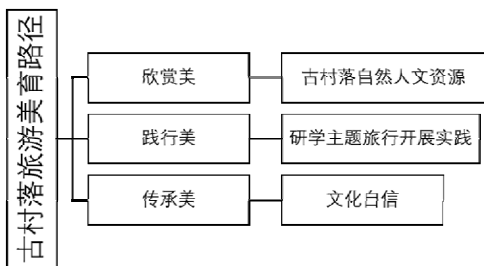 古村落旅游美育路径
欣赏美
古村落自然人文资源
践行美
研学主题旅行开展实践
传承美
文化白信